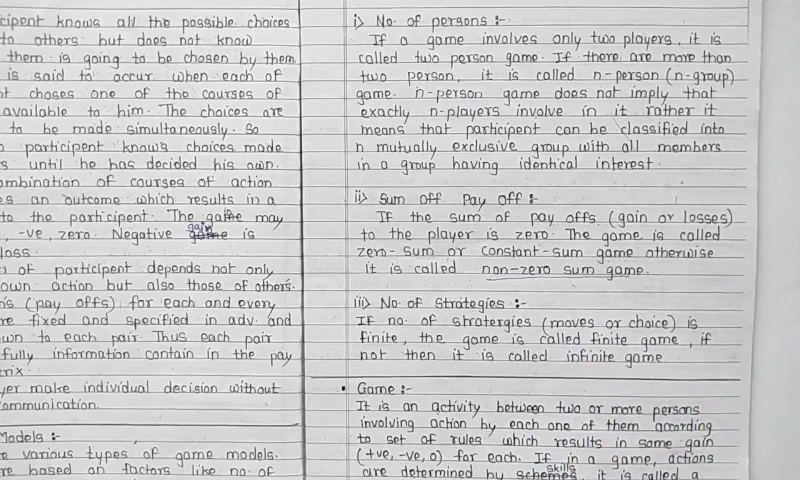 cipent knows all the possible choices
to others but does not know
them is going to be chosen by them
is said to occur when each of
t choses one of the courses of
available to him. The choices are
to be made simultaneously. So
participent knows choices made
s until he has decided his own.
ombination of courses of action
es an outcome which results in a
to the participent. The game may
, -ve, zero. Negative gain is
loss.
of participent depends not only
own action but also those of others.
(pay offs) for each and every
re fixed and specified in adv. and
own to each pair. Thus each pair
fully information contain in the pay
trix.
yer make individual decision without
ommunication.
Models :-
various types of game models.
re based on factors like no. of
i) No. of persons :-
If a game involves only two players, it is
called two person game. If there are more than
two person, it is called n-person (n-group)
game. n-person game does not imply that
exactly n-players involve in it rather it
means that participent can be classified into
n mutually exclusive group with all members
in a group having identical interest.
ii) Sum off Pay off :-
If the sum of pay offs (gain or losses)
to the player is zero. The game is called
zero-sum or constant-sum game otherwise
it is called non-zero sum game.
iii) No. of Strategies :-
If no. of stratergies (moves or choice) is
finite, the game is called finite game, if
not then it is called infinite game
• Game :-
It is an activity between two or more persons
involving action by each one of them according
to set of rules which results in some gain
(+ve, -ve, 0) for each. If in a game, actions
are determined by skills, it is called a